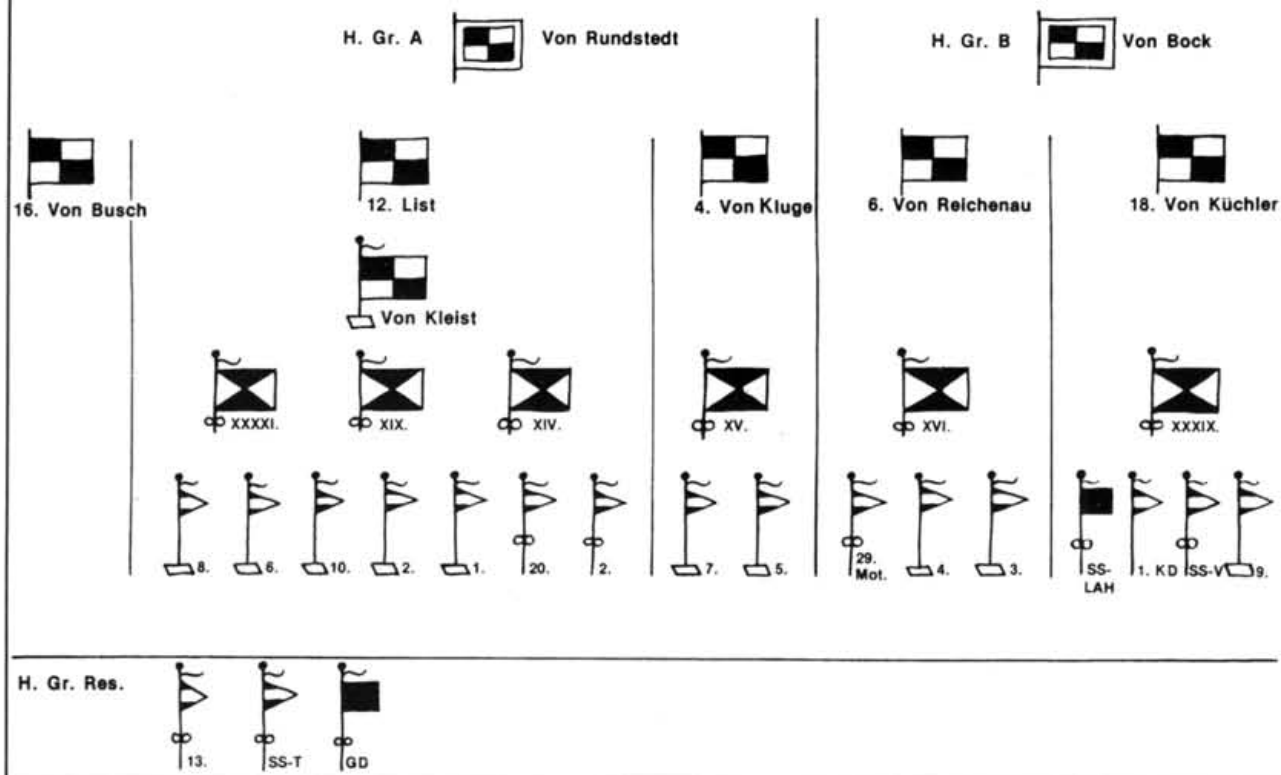 H. Gr. A Von Rundstedt H. Gr. B Von Bock
16. Von Busch 12. List 4. Von Kluge 6. Von Reichenau 18. Von Küchler
Von Kleist
XXXXI. XIX. XIV. XV. XVI. XXXIX.
8. 6. 10. 2. 1. 20. 2. 7. 5. 29. Mot. 4. 3. SS-LAH 1. KD SS-V 9.
H. Gr. Res.
13. SS-T GD